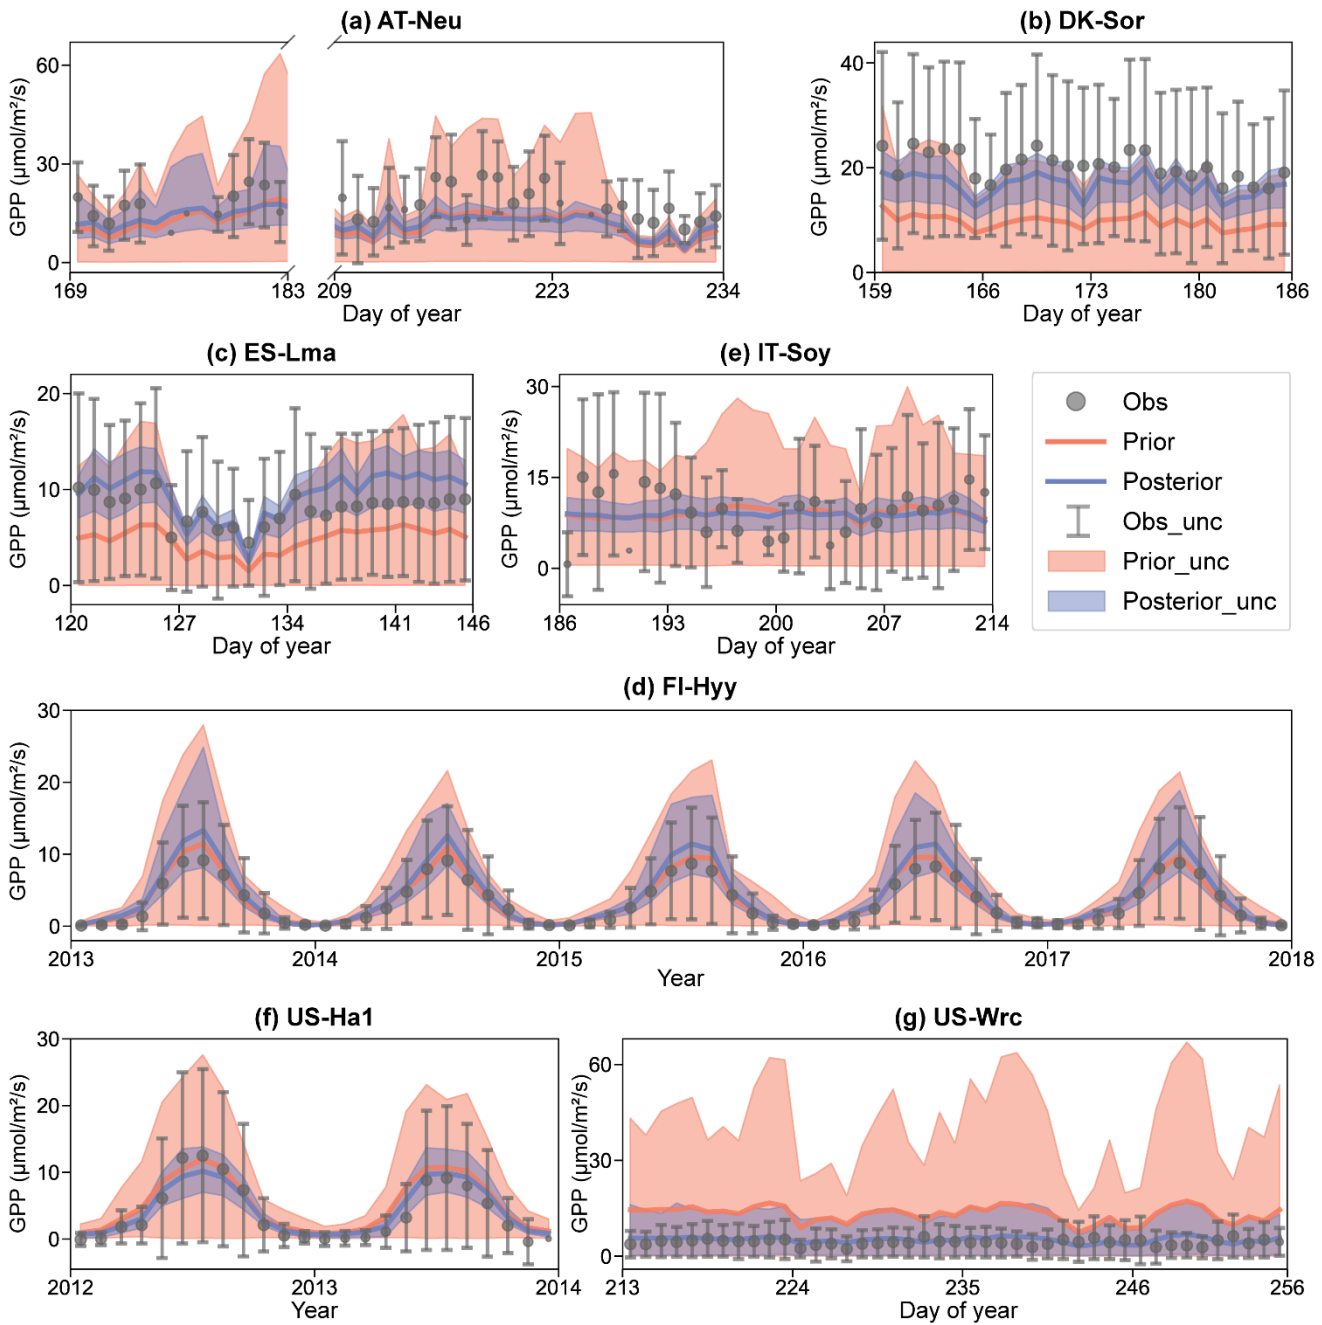 (a) AT-Neu
GPP (μmol/m²/s)
60
30
0
169
183
209
223
234
Day of year
(b) DK-Sor
GPP (μmol/m²/s)
40
20
0
159
166
173
180
186
Day of year
(c) ES-Lma
GPP (μmol/m²/s)
20
10
0
120
127
134
141
146
Day of year
(e) IT-Soy
GPP (μmol/m²/s)
30
15
0
186
193
200
207
214
Day of year
Obs
Prior
Posterior
Obs_unc
Prior_unc
Posterior_unc
(d) FI-Hyy
GPP (μmol/m²/s)
30
20
10
0
2013
2014
2015
2016
2017
2018
Year
(f) US-Ha1
GPP (μmol/m²/s)
30
20
10
0
2012
2013
2014
Year
(g) US-Wrc
GPP (μmol/m²/s)
60
30
0
213
224
235
246
256
Day of year